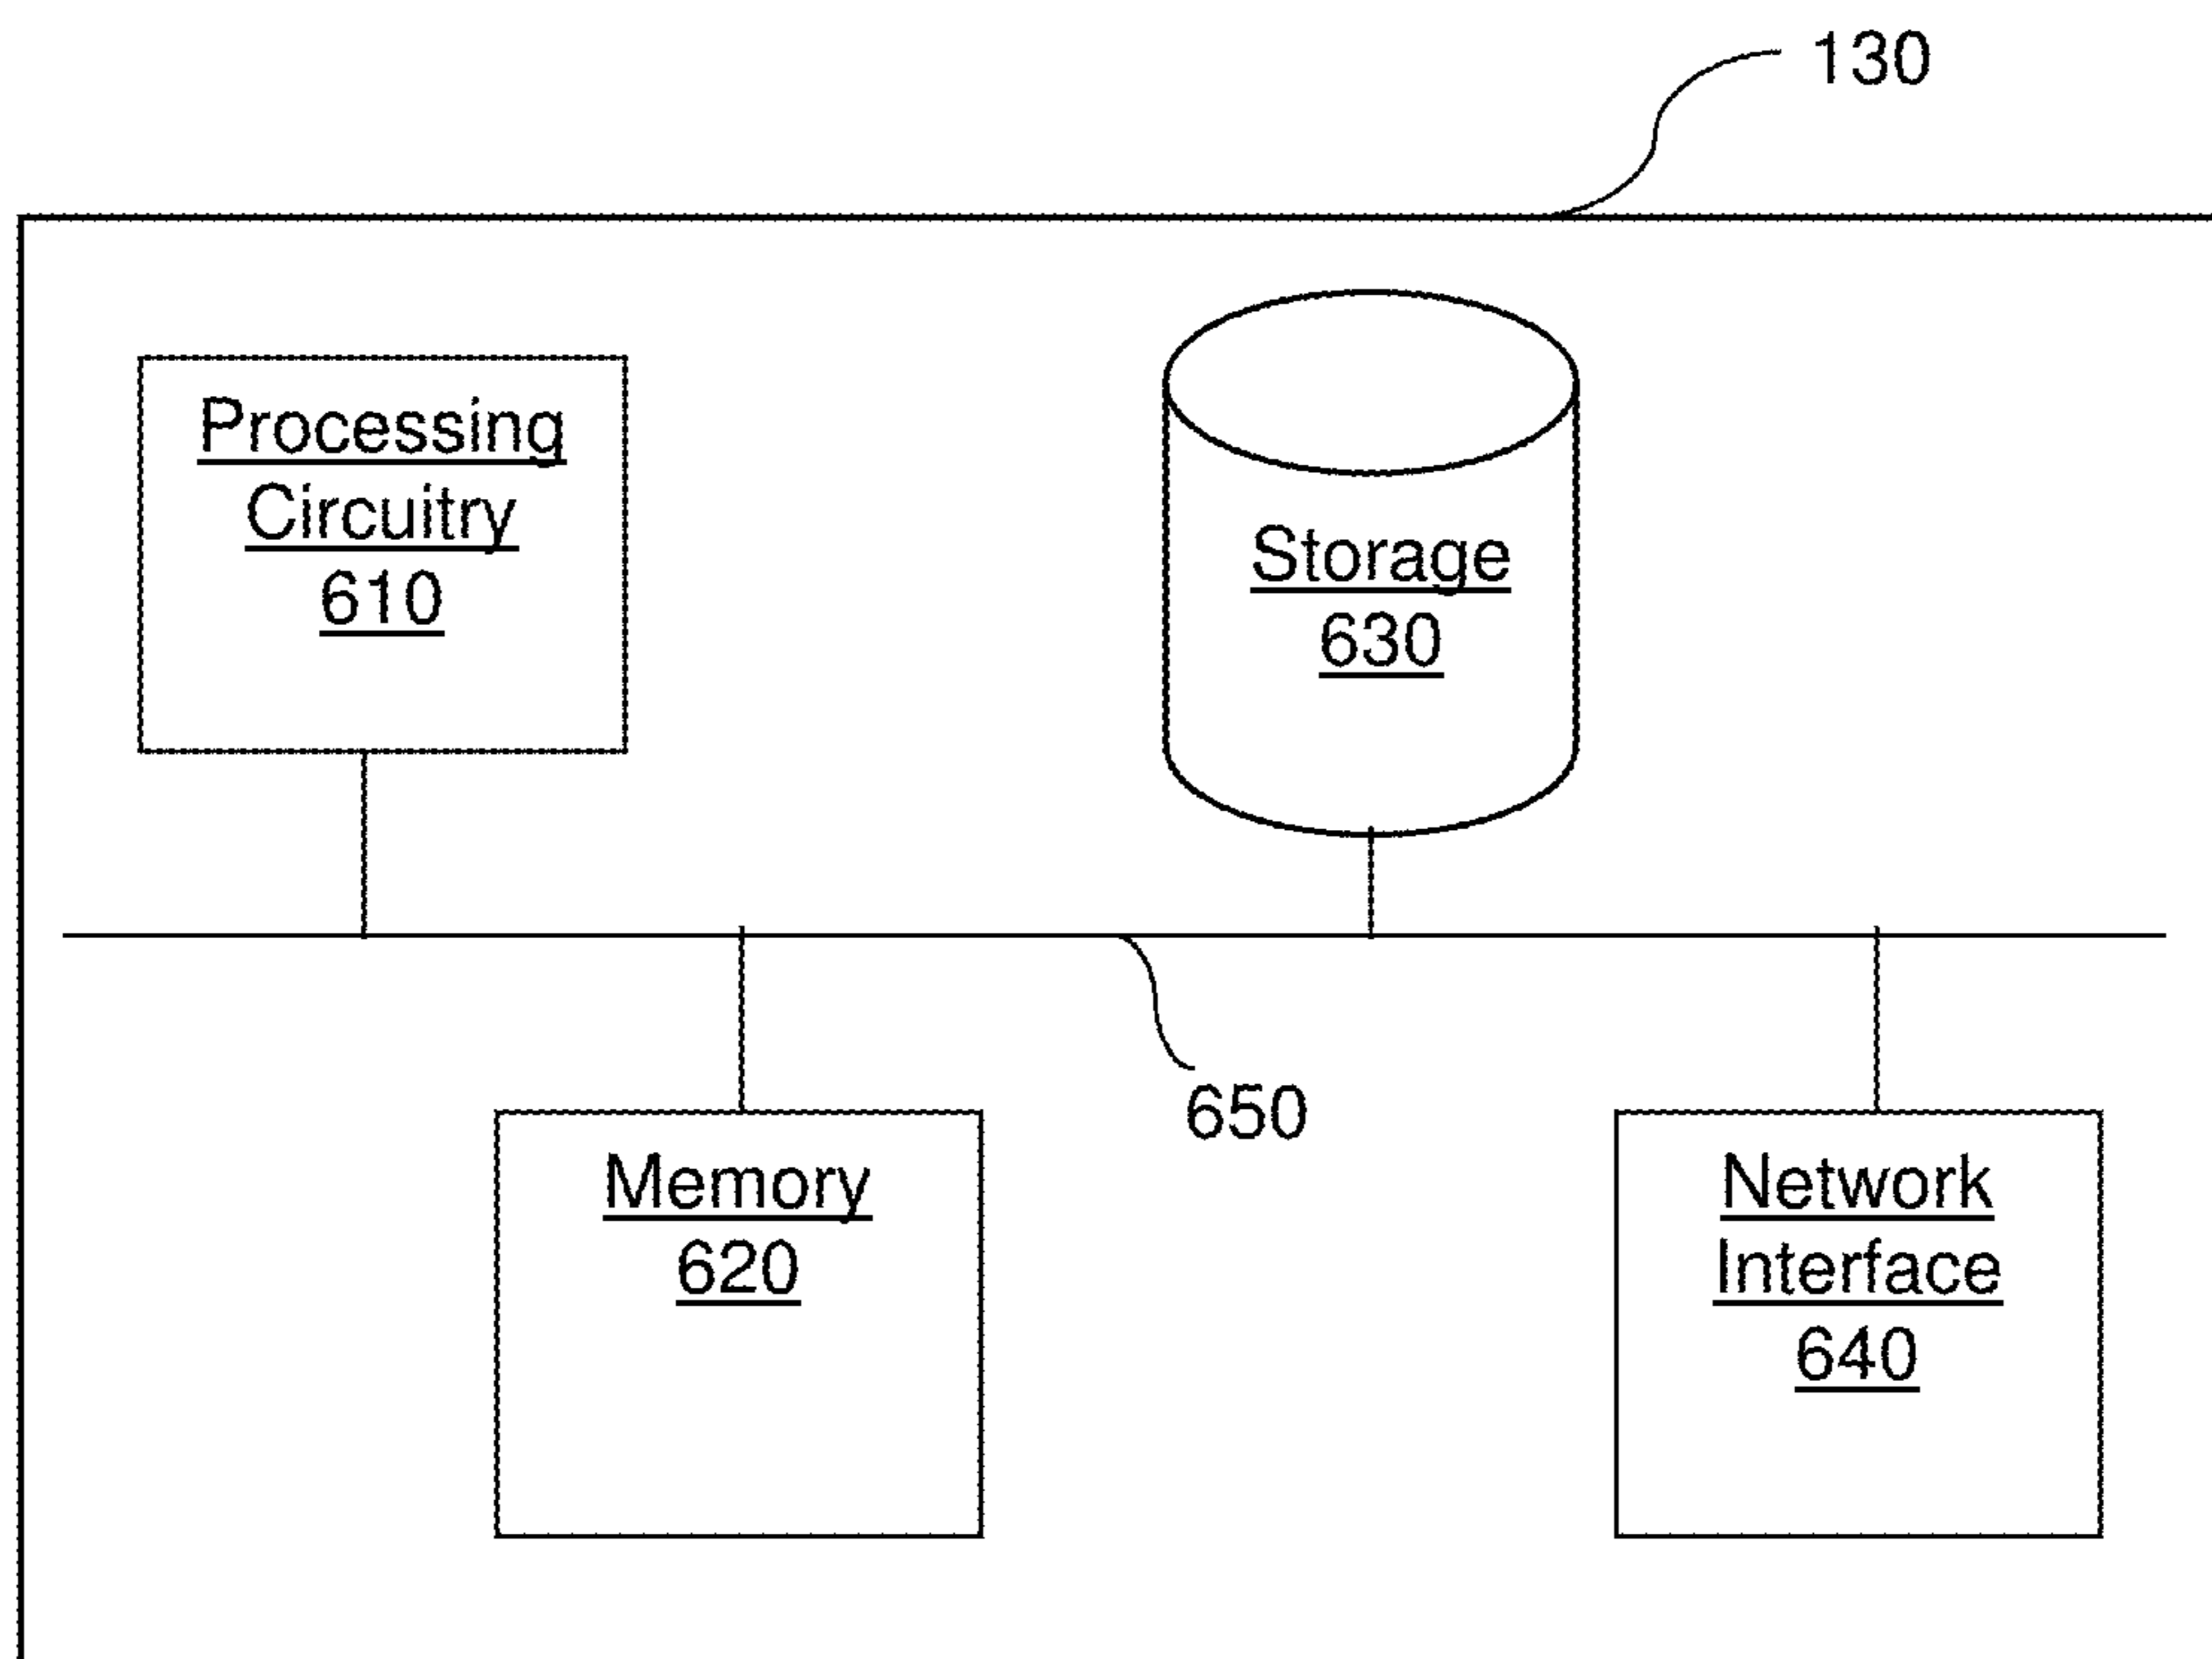 130
Processing
Circuitry
610
Storage
630
650
Memory
620
Network
Interface
640